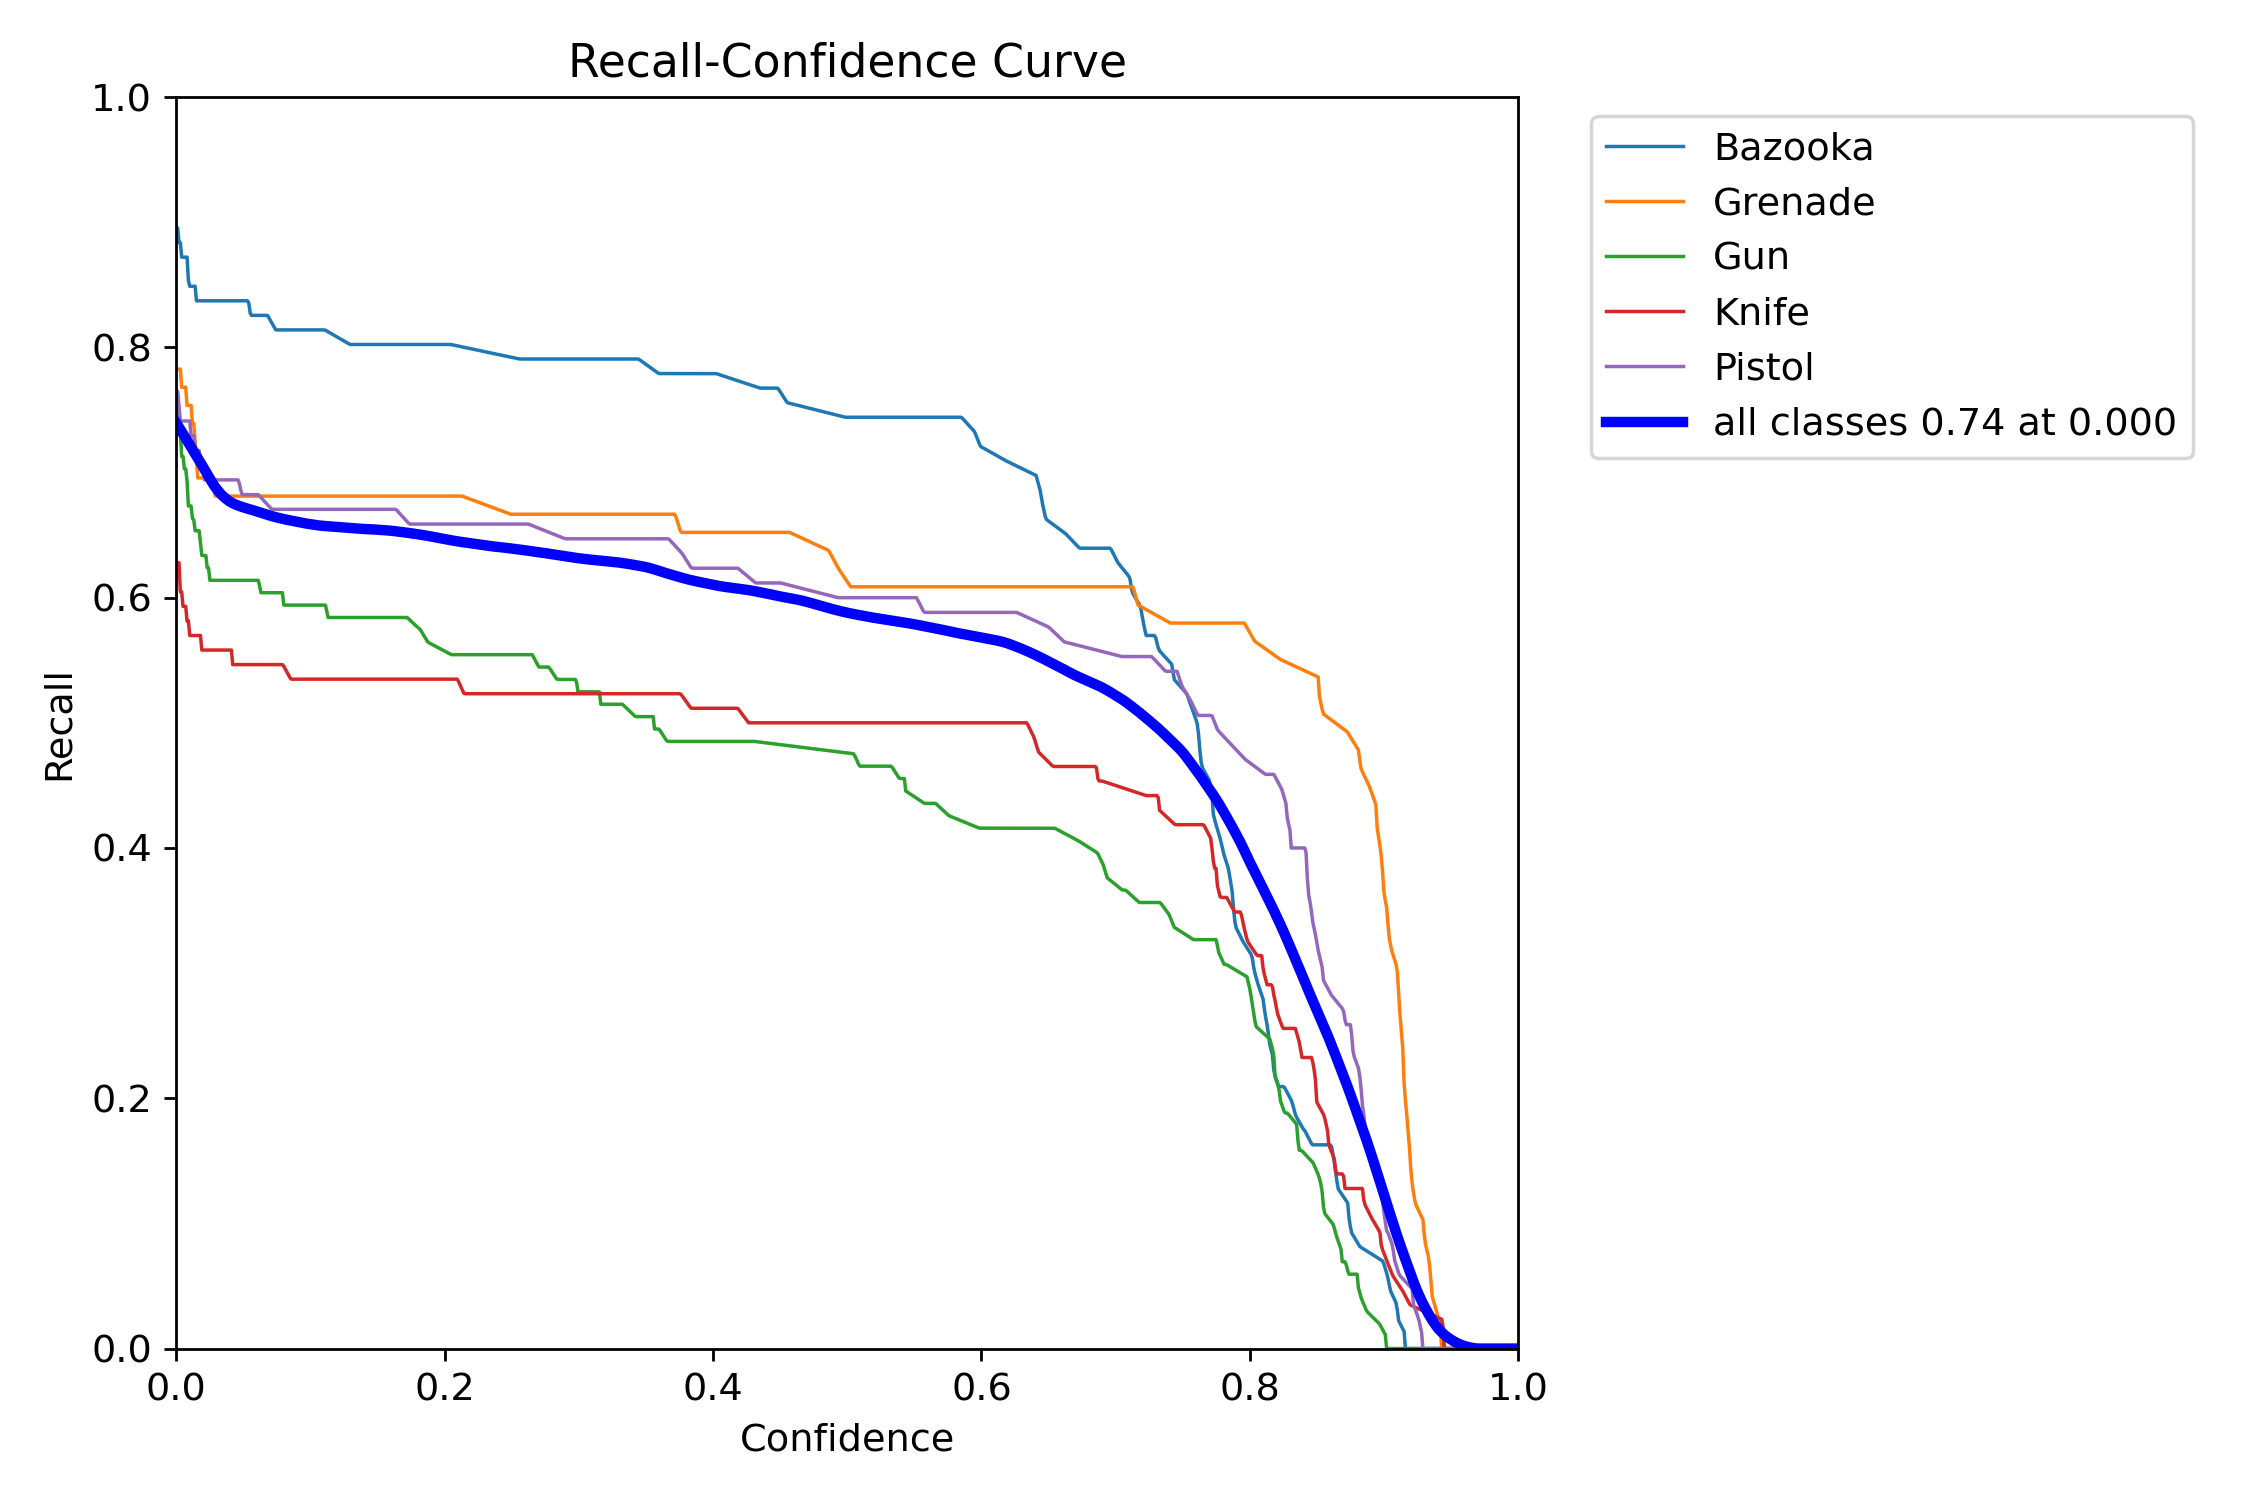 Recall-Confidence Curve
1.0
0.8
0.6
0.4
0.2
0.0
Recall
0.0 0.2 0.4 0.6 0.8 1.0
Confidence
Bazooka
Grenade
Gun
Knife
Pistol
all classes 0.74 at 0.000